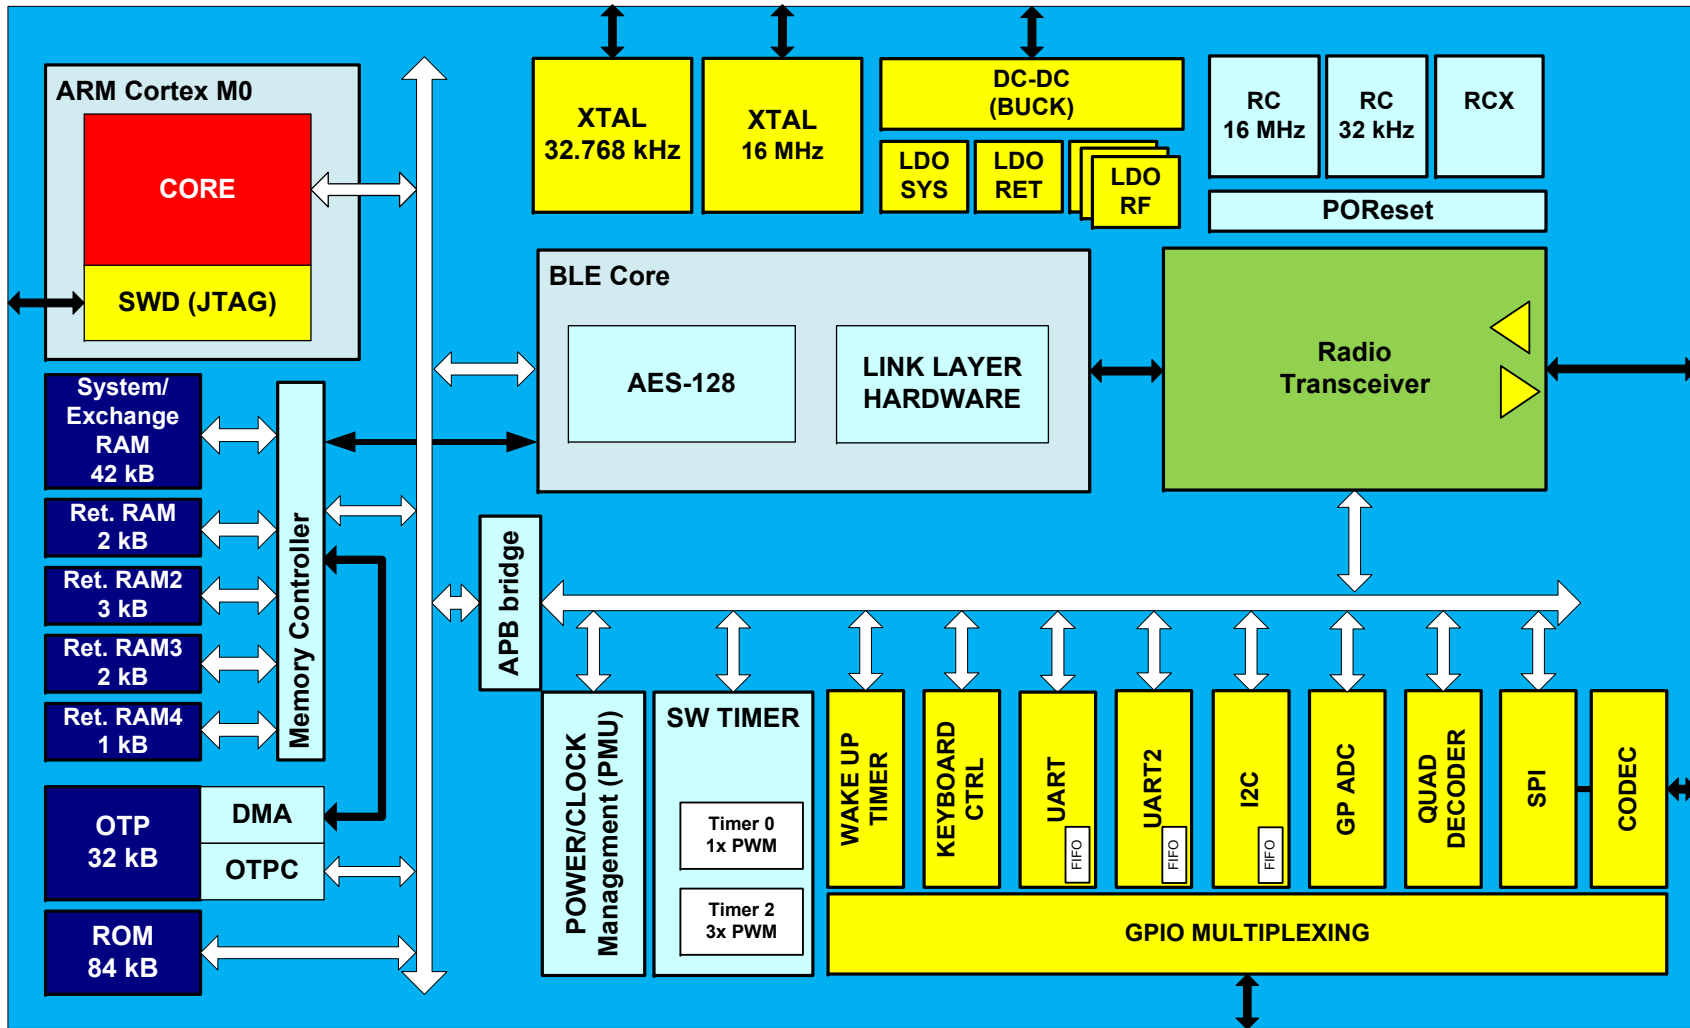 ARM Cortex M0
CORE
SWD (JTAG)
XTAL
32.768 kHz
XTAL
16 MHz
DC-DC
(BUCK)
LDO
SYS
LDO
RET
LDO
RF
RC
16 MHz
RC
32 kHz
RCX
POReset
BLE Core
AES-128
LINK LAYER
HARDWARE
Radio
Transceiver
System/
Exchange
RAM
42 kB
Ret. RAM
2 kB
Ret. RAM2
3 kB
Ret. RAM3
2 kB
Ret. RAM4
1 kB
Memory Controller
OTP
32 kB
DMA
OTPC
ROM
84 kB
APB bridge
POWER/CLOCK
Management (PMU)
SW TIMER
Timer 0
1x PWM
Timer 2
3x PWM
WAKE UP
TIMER
KEYBOARD
CTRL
UART
FIFO
UART2
FIFO
I2C
FIFO
GP ADC
QUAD
DECODER
SPI
CODEC
GPIO MULTIPLEXING